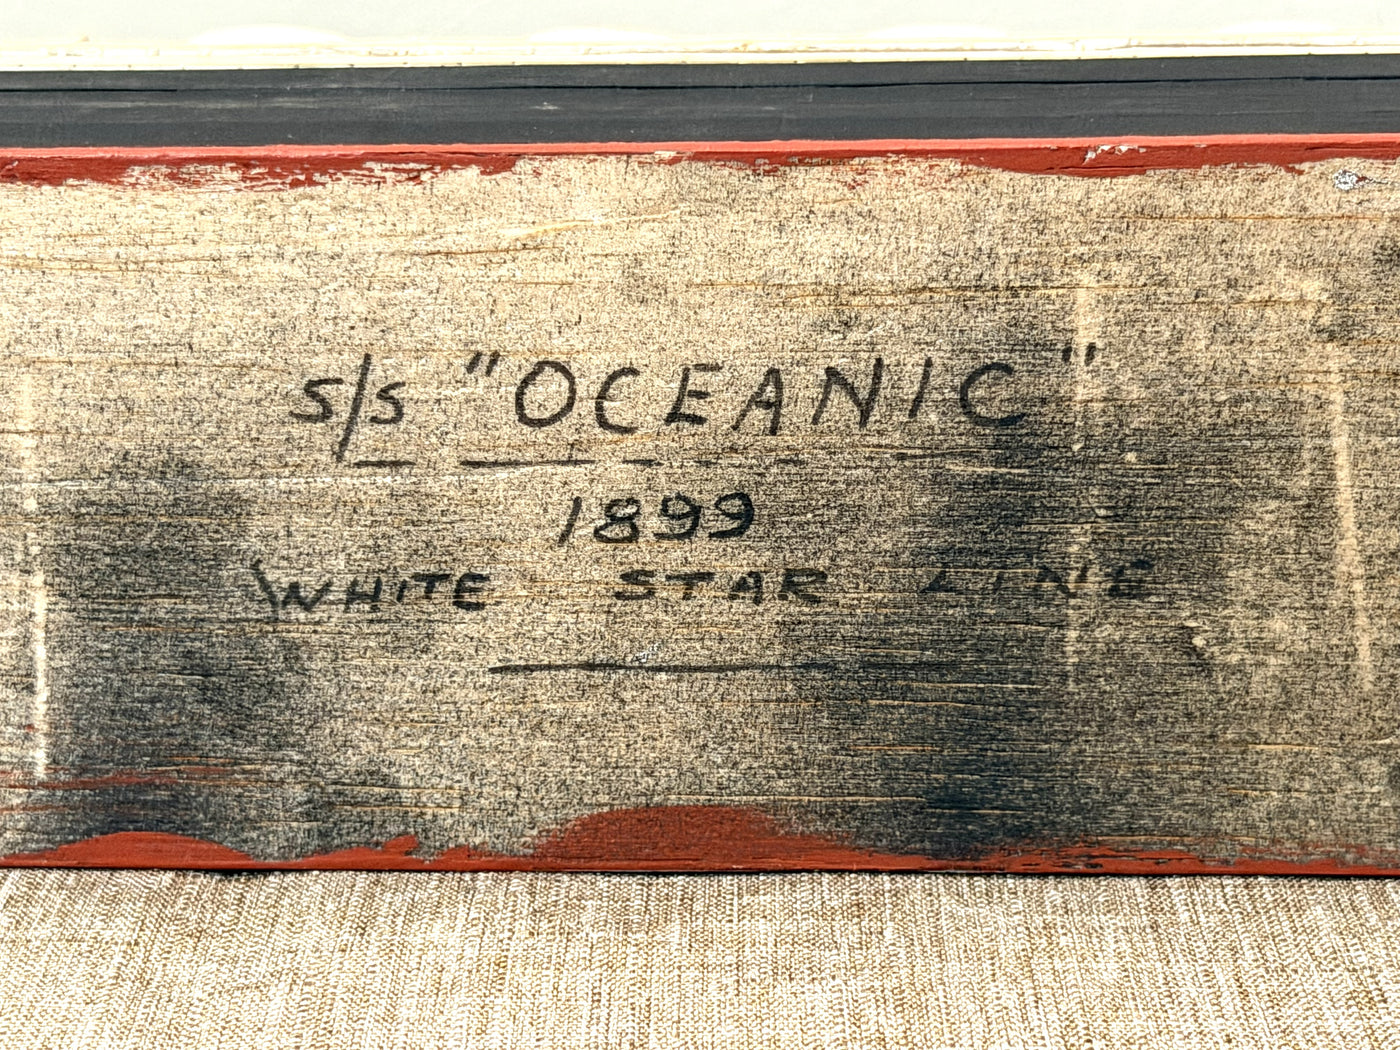 s/s "OCEANIC"
1899
WHITE STAR LINE